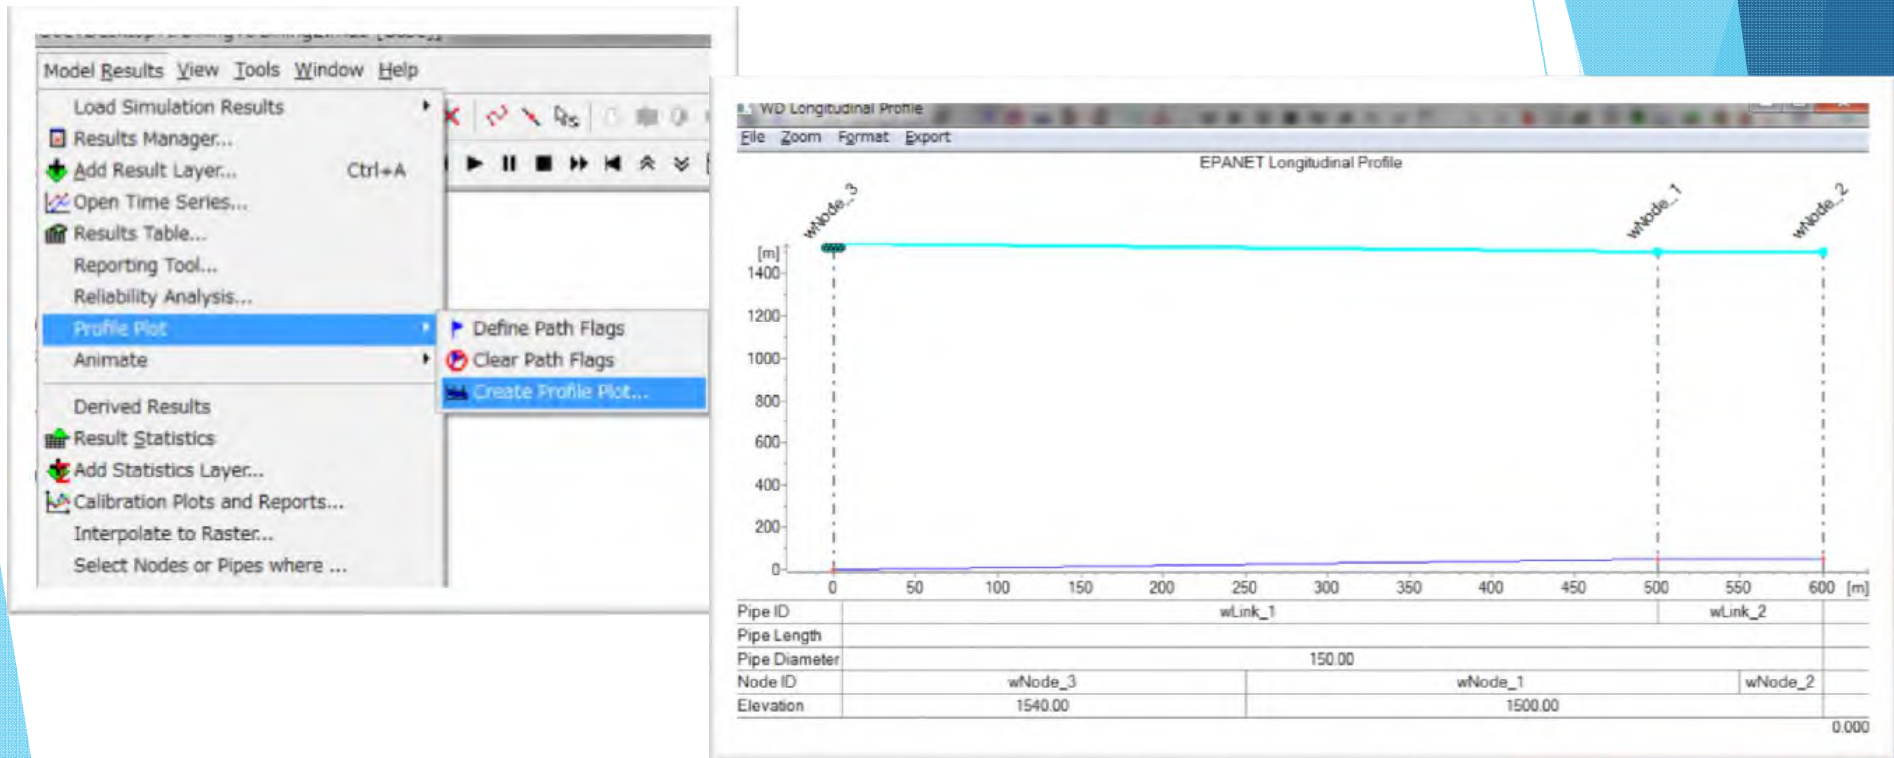 Model Results View Tools Window Help
Load Simulation Results
Results Manager...
Add Result Layer... Ctrl+A
Open Time Series...
Results Table...
Reporting Tool...
Reliability Analysis...
Profile Plot
Define Path Flags
Animate
Clear Path Flags
Create Profile Plot...
Derived Results
Result Statistics
Add Statistics Layer...
Calibration Plots and Reports...
Interpolate to Raster...
Select Nodes or Pipes where ...
WD Longitudinal Profile
File Zoom Format Export
EPANET Longitudinal Profile
wNode_3 wNode_1 wNode_2
[m]
1400
1200
1000
800
600
400
200
0
0 50 100 150 200 250 300 350 400 450 500 550 600 [m]
Pipe ID wLink_1 wLink_2
Pipe Length
Pipe Diameter 150.00
Node ID wNode_3 wNode_1 wNode_2
Elevation 1540.00 1500.00
0.000